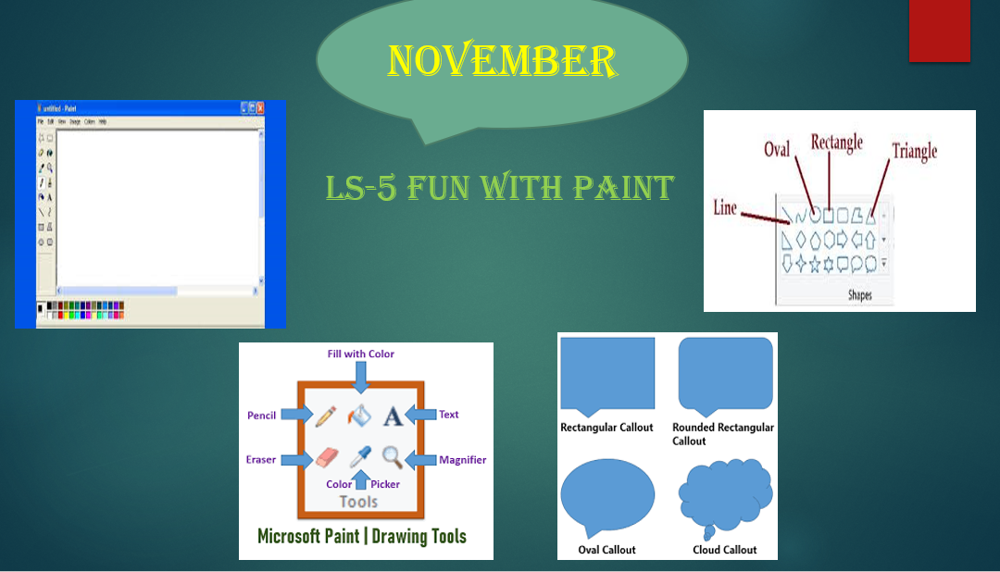 NOVEMBER
LS-5 FUN WITH PAINT
untitled - Paint
File Edit View Image Colors Help
Oval
Rectangle
Triangle
Line
Shapes
Fill with Color
Pencil
A
Text
Eraser
Magnifier
Color Picker
Tools
Microsoft Paint | Drawing Tools
Rectangular Callout
Rounded Rectangular
Callout
Oval Callout
Cloud Callout